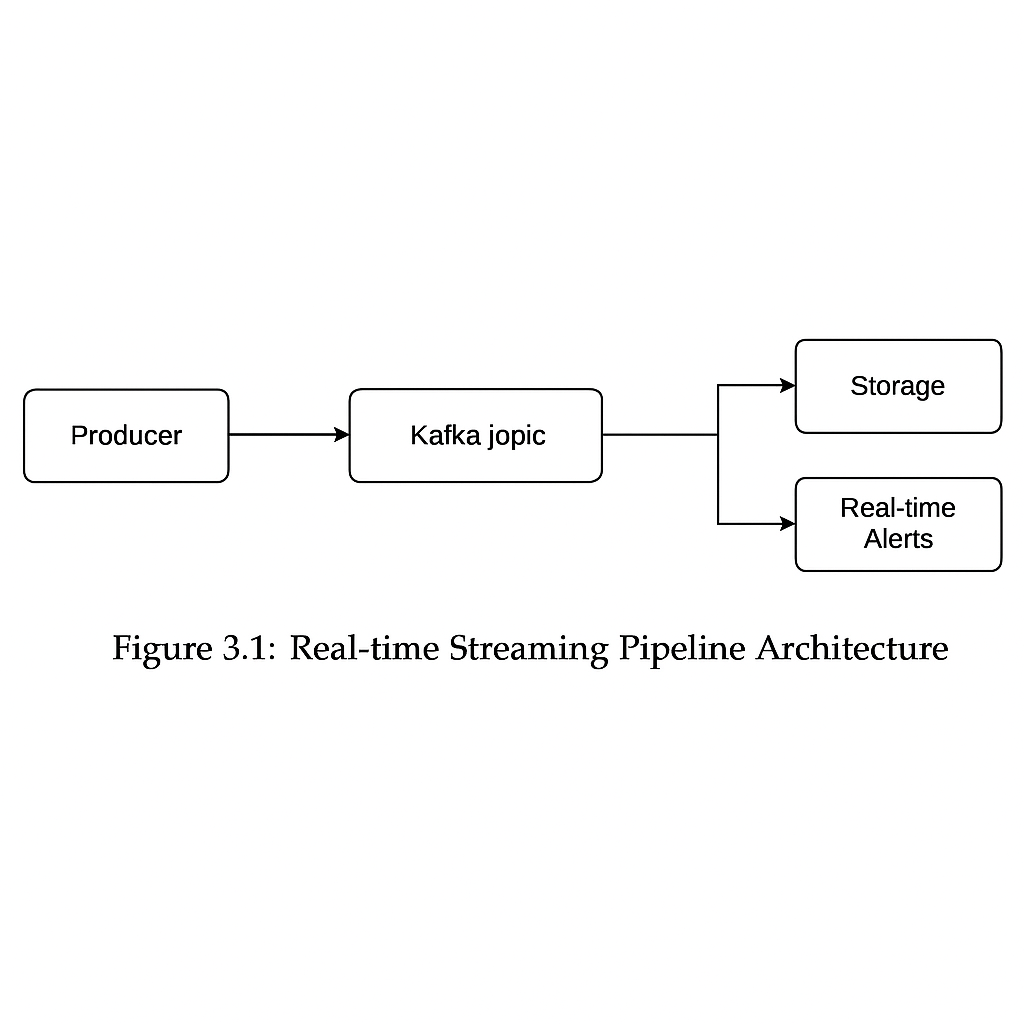 Producer
Kafka jopic
Storage
Real-time
Alerts
Figure 3.1: Real-time Streaming Pipeline Architecture